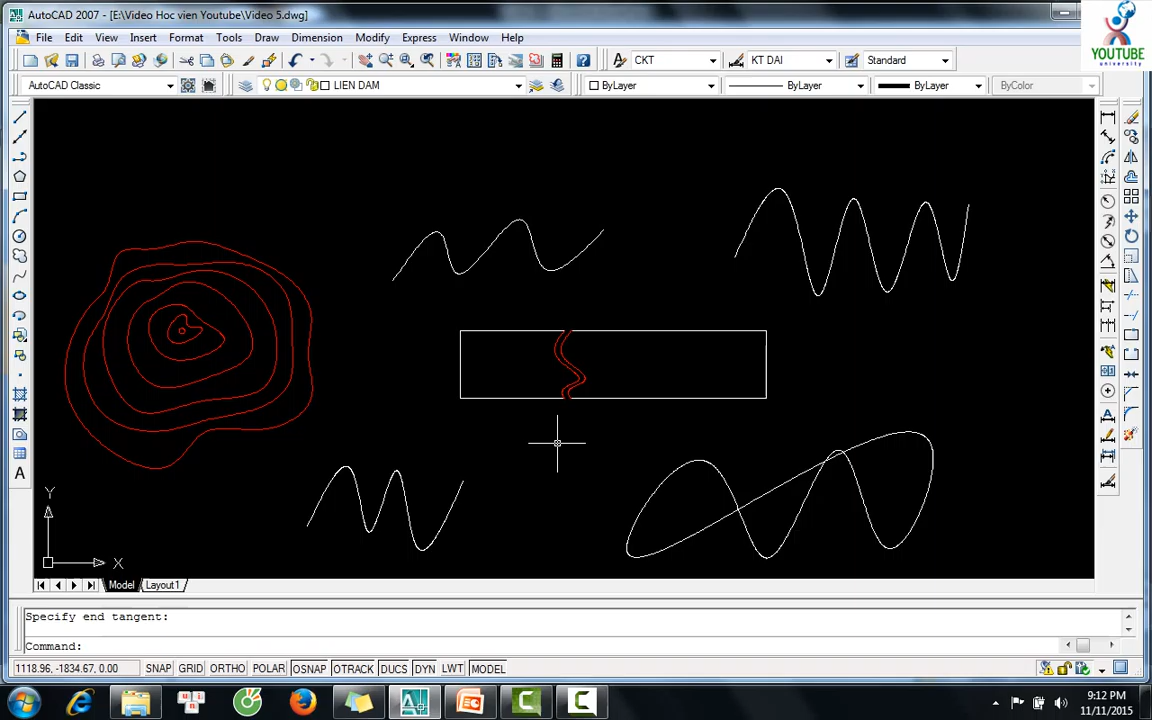 AutoCAD 2007 - [E:\Video Hoc vien Youtube\Video 5.dwg]
YOUTUBE
university
File Edit View Insert Format Tools Draw Dimension Modify Express Window Help
CKT KT DAI Standard
AutoCAD Classic LIEN DAM ByLayer ByLayer ByLayer ByColor
A
Y
X
Model Layout1
Specify end tangent:
Command:
1118.96, -1834.67, 0.00 SNAP GRID ORTHO POLAR OSNAP OTRACK DUCS DYN LWT MODEL
9:12 PM
11/11/2015